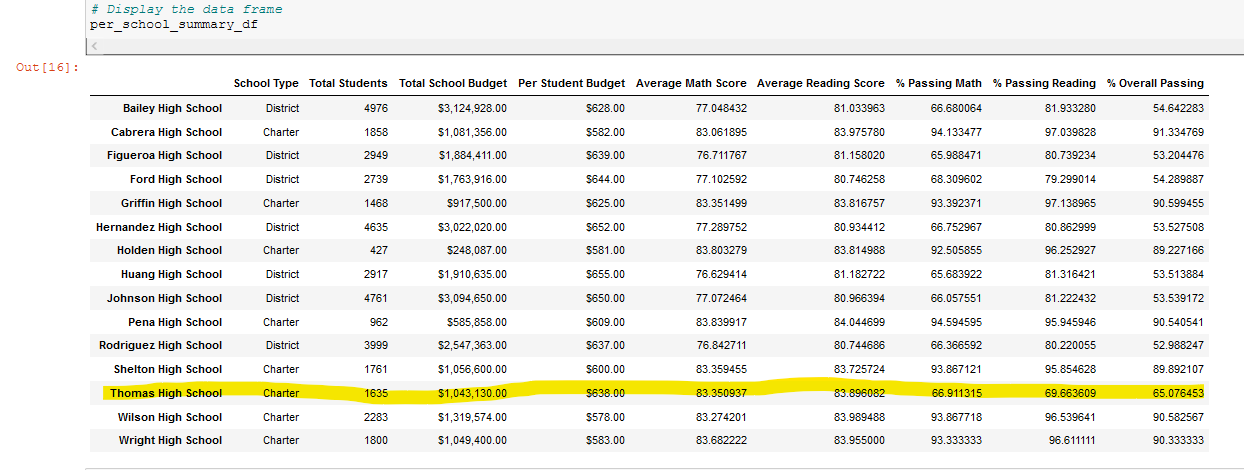 # Display the data frame
per_school_summary_df
Out[16]:
School Type Total Students Total School Budget Per Student Budget Average Math Score Average Reading Score % Passing Math % Passing Reading % Overall Passing
Bailey High School District 4976 $3,124,928.00 $628.00 77.048432 81.033963 66.680064 81.933280 54.642283
Cabrera High School Charter 1858 $1,081,356.00 $582.00 83.061895 83.975780 94.133477 97.039828 91.334769
Figueroa High School District 2949 $1,884,411.00 $639.00 76.711767 81.158020 65.988471 80.739234 53.204476
Ford High School District 2739 $1,763,916.00 $644.00 77.102592 80.746258 68.309602 79.299014 54.289887
Griffin High School Charter 1468 $917,500.00 $625.00 83.351499 83.816757 93.392371 97.138965 90.599455
Hernandez High School District 4635 $3,022,020.00 $652.00 77.289752 80.934412 66.752967 80.862999 53.527508
Holden High School Charter 427 $248,087.00 $581.00 83.803279 83.814988 92.505855 96.252927 89.227166
Huang High School District 2917 $1,910,635.00 $655.00 76.629414 81.182722 65.683922 81.316421 53.513884
Johnson High School District 4761 $3,094,650.00 $650.00 77.072464 80.966394 66.057551 81.222432 53.539172
Pena High School Charter 962 $585,858.00 $609.00 83.839917 84.044699 94.594595 95.945946 90.540541
Rodriguez High School District 3999 $2,547,363.00 $637.00 76.842711 80.744686 66.366592 80.220055 52.988247
Shelton High School Charter 1761 $1,056,600.00 $600.00 83.359455 83.725724 93.867121 95.854628 89.892107
Thomas High School Charter 1635 $1,043,130.00 $638.00 83.350937 83.896082 66.911315 69.663609 65.076453
Wilson High School Charter 2283 $1,319,574.00 $578.00 83.274201 83.989488 93.867718 96.539641 90.582567
Wright High School Charter 1800 $1,049,400.00 $583.00 83.682222 83.955000 93.333333 96.611111 90.333333